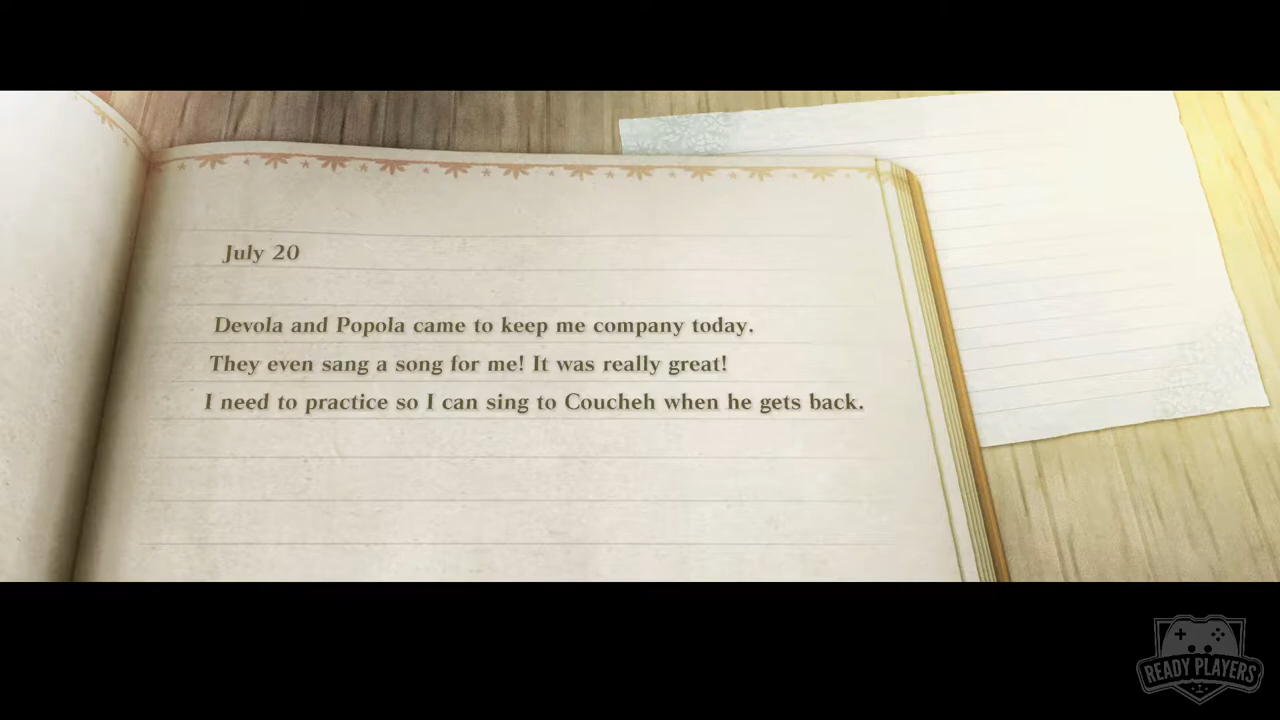 July 20
Devola and Popola came to keep me company today.
They even sang a song for me! It was really great!
I need to practice so I can sing to Coucheh when he gets back.
READY PLAYERS